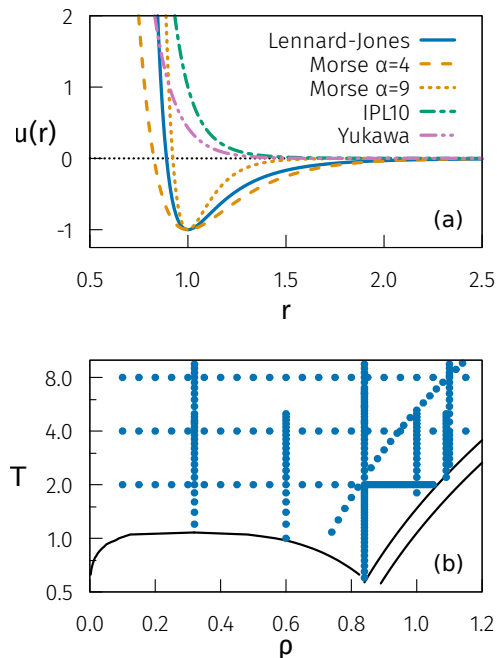 2
1
0
-1
u(r)
Lennard-Jones
Morse α=4
Morse α=9
IPL10
Yukawa
(a)
0.5 1.0 1.5 2.0 2.5
r
8.0
4.0
2.0
1.0
0.5
T
(b)
0.0 0.2 0.4 0.6 0.8 1.0 1.2
ρ